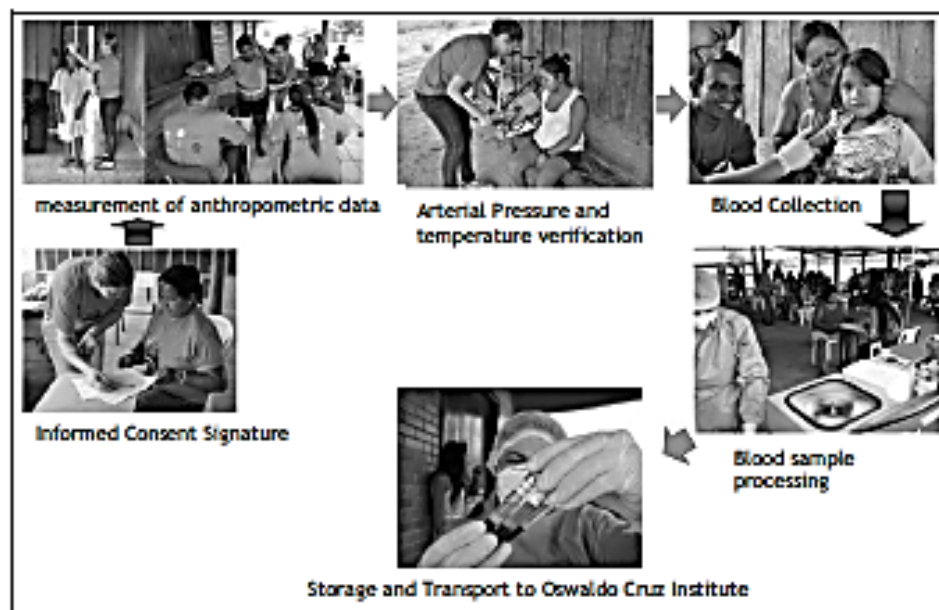 measurement of anthropometric data
Arterial Pressure and
temperature verification
Blood Collection
Informed Consent Signature
Blood sample
processing
Storage and Transport to Oswaldo Cruz Institute